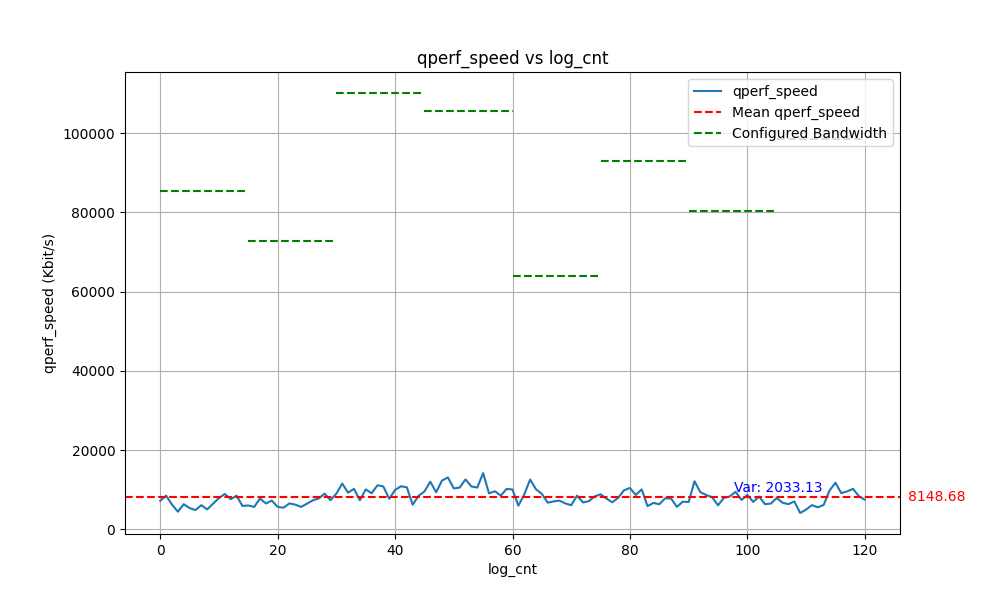 qperf_speed vs log_cnt
qperf_speed
Mean qperf_speed
Configured Bandwidth
qperf_speed (Kbit/s)
100000
80000
60000
40000
20000
0
Var: 2033.13
8148.68
0 20 40 60 80 100 120
log_cnt